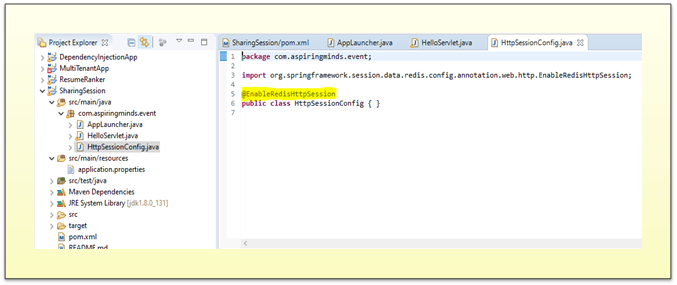 Project Explorer
SharingSession/pom.xml
AppLauncher.java
HelloServlet.java
HttpSessionConfig.java
DependencyInjectionApp
MultiTenantApp
ResumeRanker
SharingSession
src/main/java
com.aspiringminds.event
AppLauncher.java
HelloServlet.java
HttpSessionConfig.java
src/main/resources
application.properties
src/test/java
Maven Dependencies
JRE System Library [jdk1.8.0_131]
src
target
pom.xml
README.md
1 package com.aspiringminds.event;
2
3 import org.springframework.session.data.redis.config.annotation.web.http.EnableRedisHttpSession;
4
5 @EnableRedisHttpSession
6 public class HttpSessionConfig { }
7